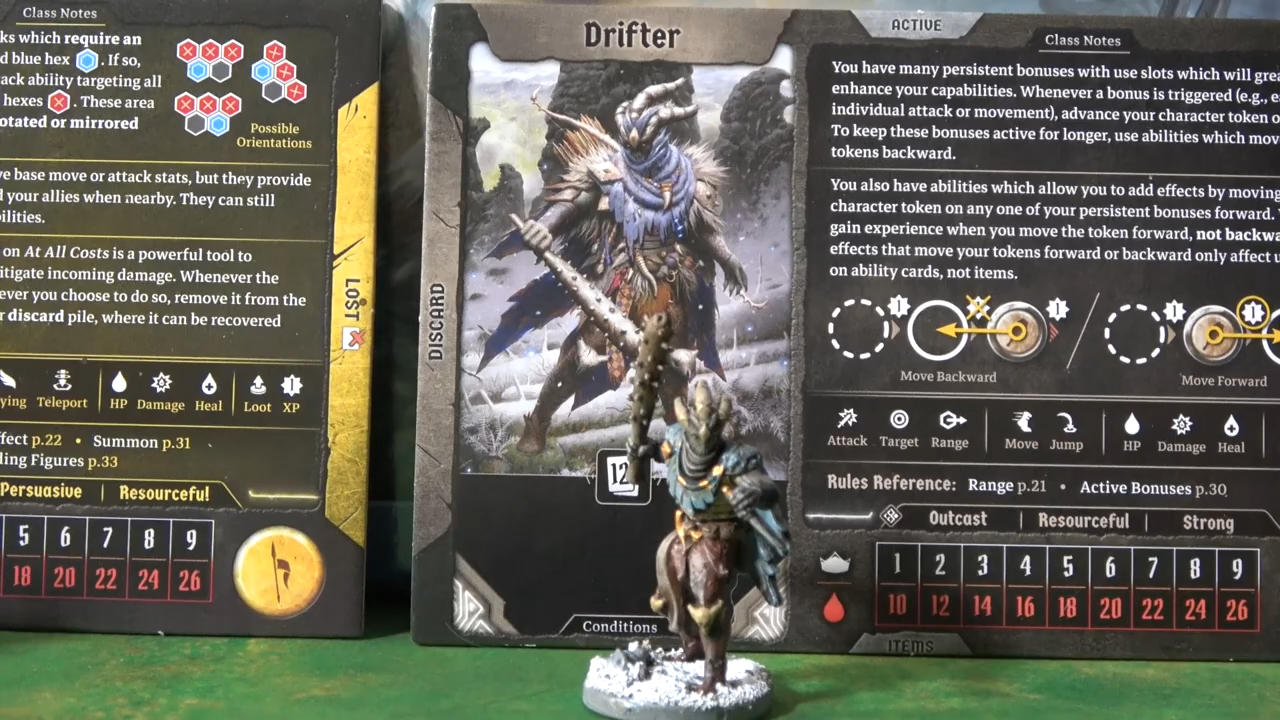 Class Notes
ks which require an
d blue hex . If so,
ack ability targeting all
hexes . These area
otated or mirrored
Possible
Orientations
ve base move or attack stats, but they provide
d your allies when nearby. They can still
bilities.
on At All Costs is a powerful tool to
itigate incoming damage. Whenever the
ever you choose to do so, remove it from the
r discard pile, where it can be recovered
ying Teleport HP Damage Heal Loot XP
ffect p.22 • Summon p.31
ding Figures p.33
Persuasive | Resourceful
5 6 7 8 9
18 20 22 24 26
LOST
DISCARD
Drifter
12
Conditions
ACTIVE
Class Notes
You have many persistent bonuses with use slots which will grea
enhance your capabilities. Whenever a bonus is triggered (e.g., e
individual attack or movement), advance your character token o
To keep these bonuses active for longer, use abilities which mov
tokens backward.
You also have abilities which allow you to add effects by moving
character token on any one of your persistent bonuses forward.
gain experience when you move the token forward, not backwa
effects that move your tokens forward or backward only affect u
on ability cards, not items.
1 1 1 1
Move Backward
Move Forward
Attack Target Range Move Jump HP Damage Heal
Rules Reference: Range p.21 • Active Bonuses p.30
Outcast | Resourceful | Strong
1 2 3 4 5 6 7 8 9
10 12 14 16 18 20 22 24 26
ITEMS